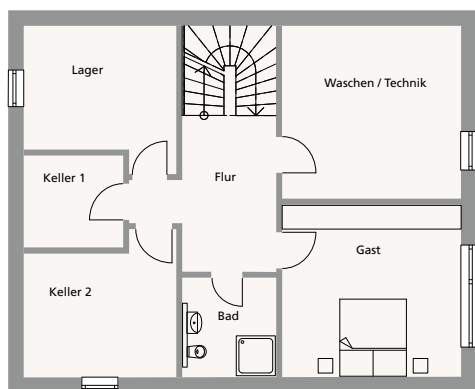 Lager
Waschen / Technik
Keller 1
Flur
Gast
Keller 2
Bad